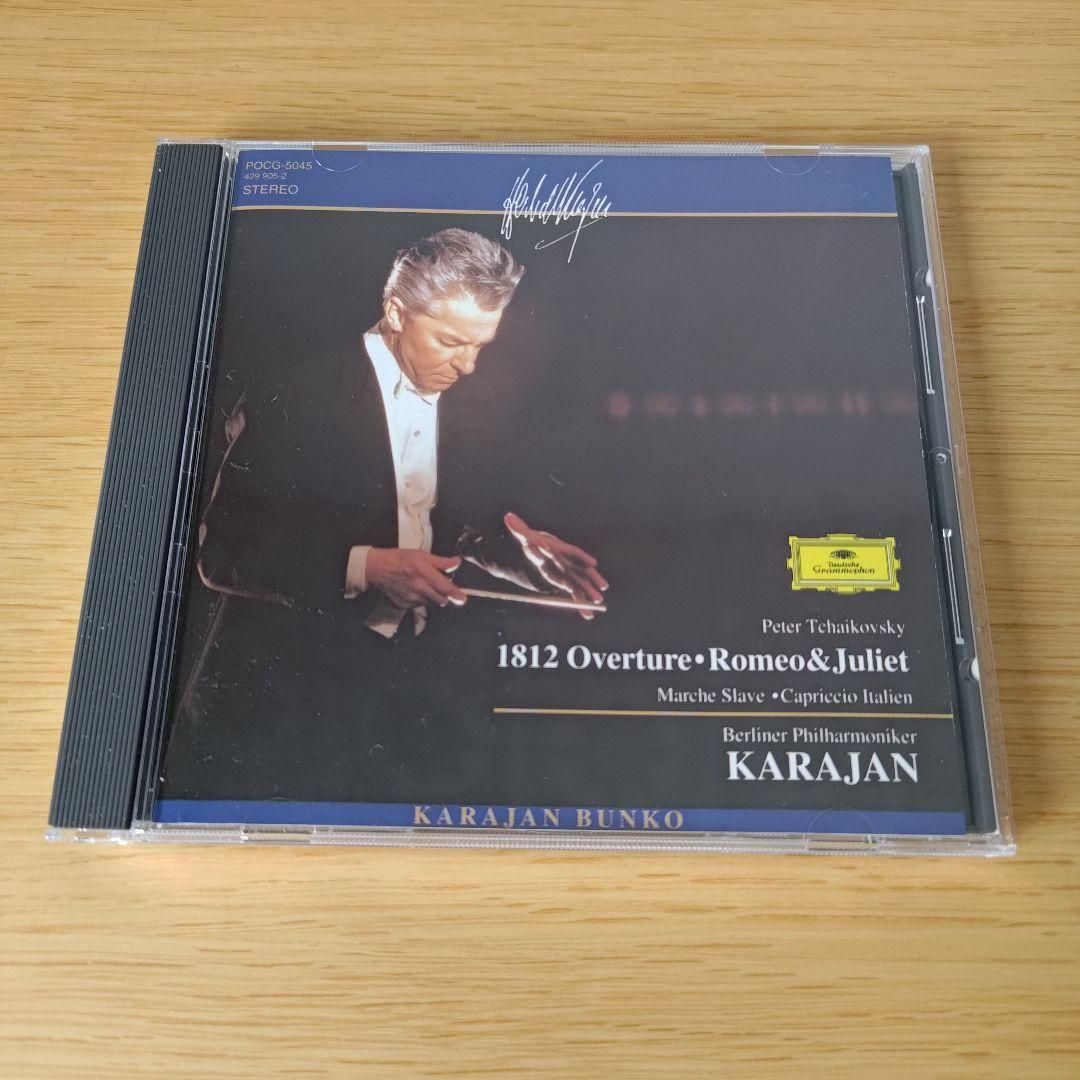 POCG-5045
429 905-2
STEREO
Deutsche
Grammophon
Peter Tchaikovsky
1812 Overture•Romeo&Juliet
Marche Slave •Capriccio Italien
Berliner Philharmoniker
KARAJAN
KARAJAN BUNKO